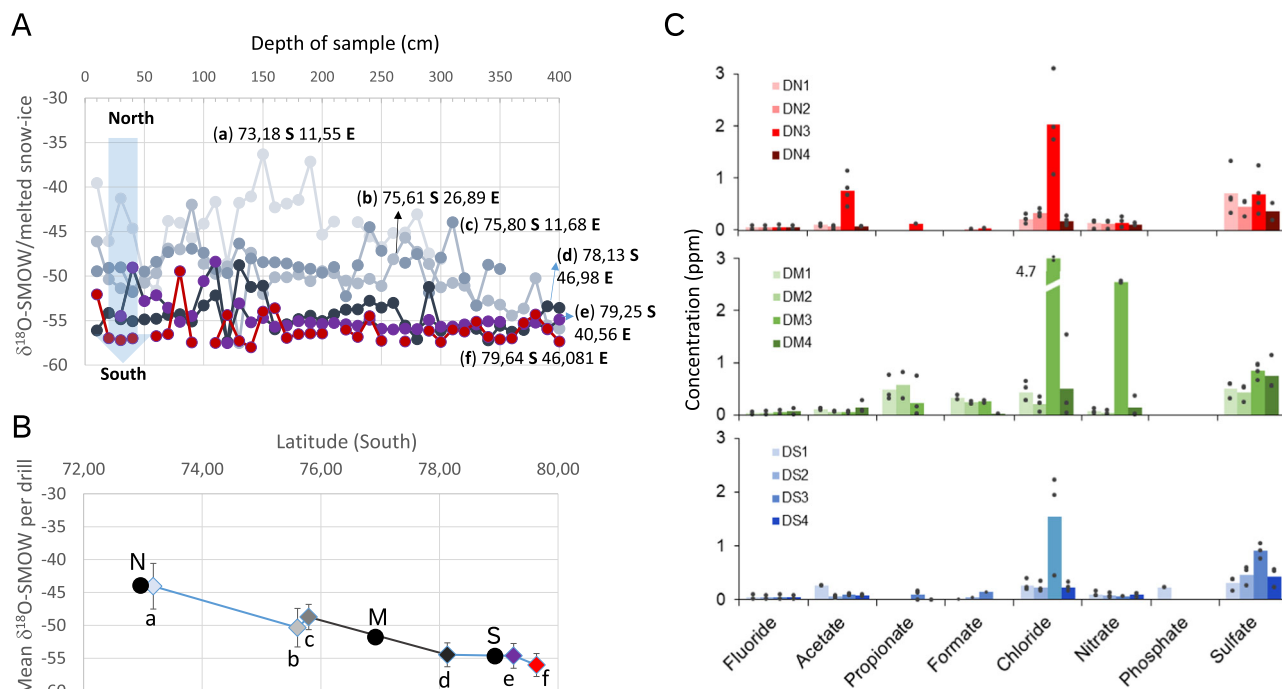 A
Depth of sample (cm)
0 50 100 150 200 250 300 350 400
δ¹⁸O-SMOW/melted snow-ice
-30
-35
-40
-45
-50
-55
-60
North
South
(a) 73,18 S 11,55 E
(b) 75,61 S 26,89 E
(c) 75,80 S 11,68 E
(d) 78,13 S
46,98 E
(e) 79,25 S
40,56 E
(f) 79,64 S 46,081 E
B
Latitude (South)
72,00 74,00 76,00 78,00 80,00
Mean δ¹⁸O-SMOW per drill
-30
-35
-40
-45
-50
-55
-60
N
a
b
c
M
d
S
e
f
C
Concentration (ppm)
3
2
1
0
DN1
DN2
DN3
DN4
3
2
1
0
DM1
DM2
DM3
DM4
4.7
3
2
1
0
DS1
DS2
DS3
DS4
Fluoride
Acetate
Propionate
Formate
Chloride
Nitrate
Phosphate
Sulfate